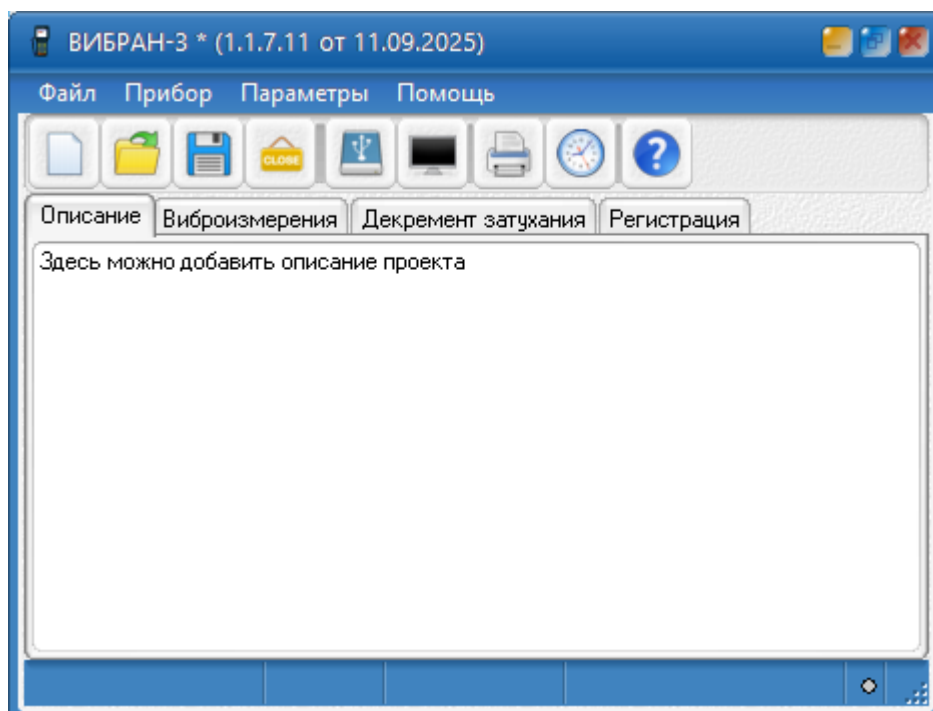 ВИБРАН-3 * (1.1.7.11 от 11.09.2025)
Файл Прибор Параметры Помощь
CLOSE
Описание Виброизмерения Декремент затухания Регистрация
Здесь можно добавить описание проекта